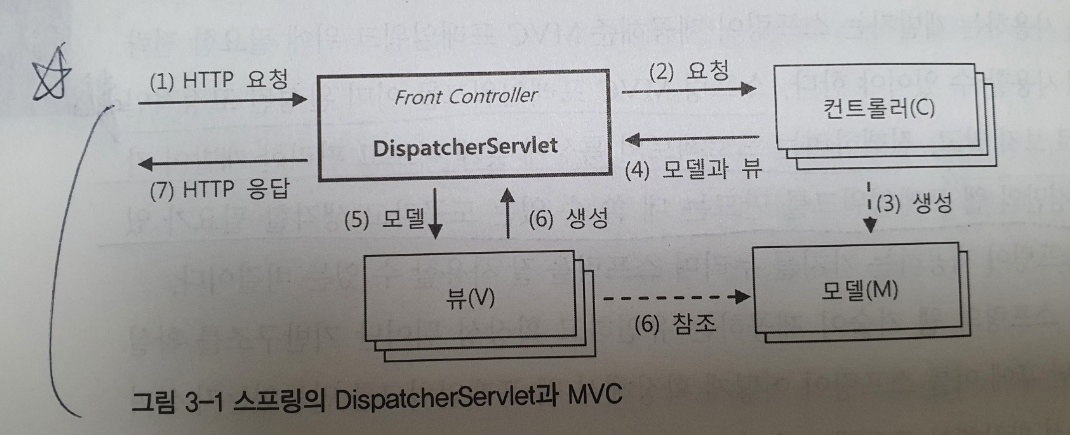 (1) HTTP 요청
Front Controller
DispatcherServlet
(2) 요청
컨트롤러(C)
(7) HTTP 응답
(4) 모델과 뷰
(3) 생성
(5) 모델
(6) 생성
뷰(V)
모델(M)
(6) 참조
그림 3-1 스프링의 DispatcherServlet과 MVC